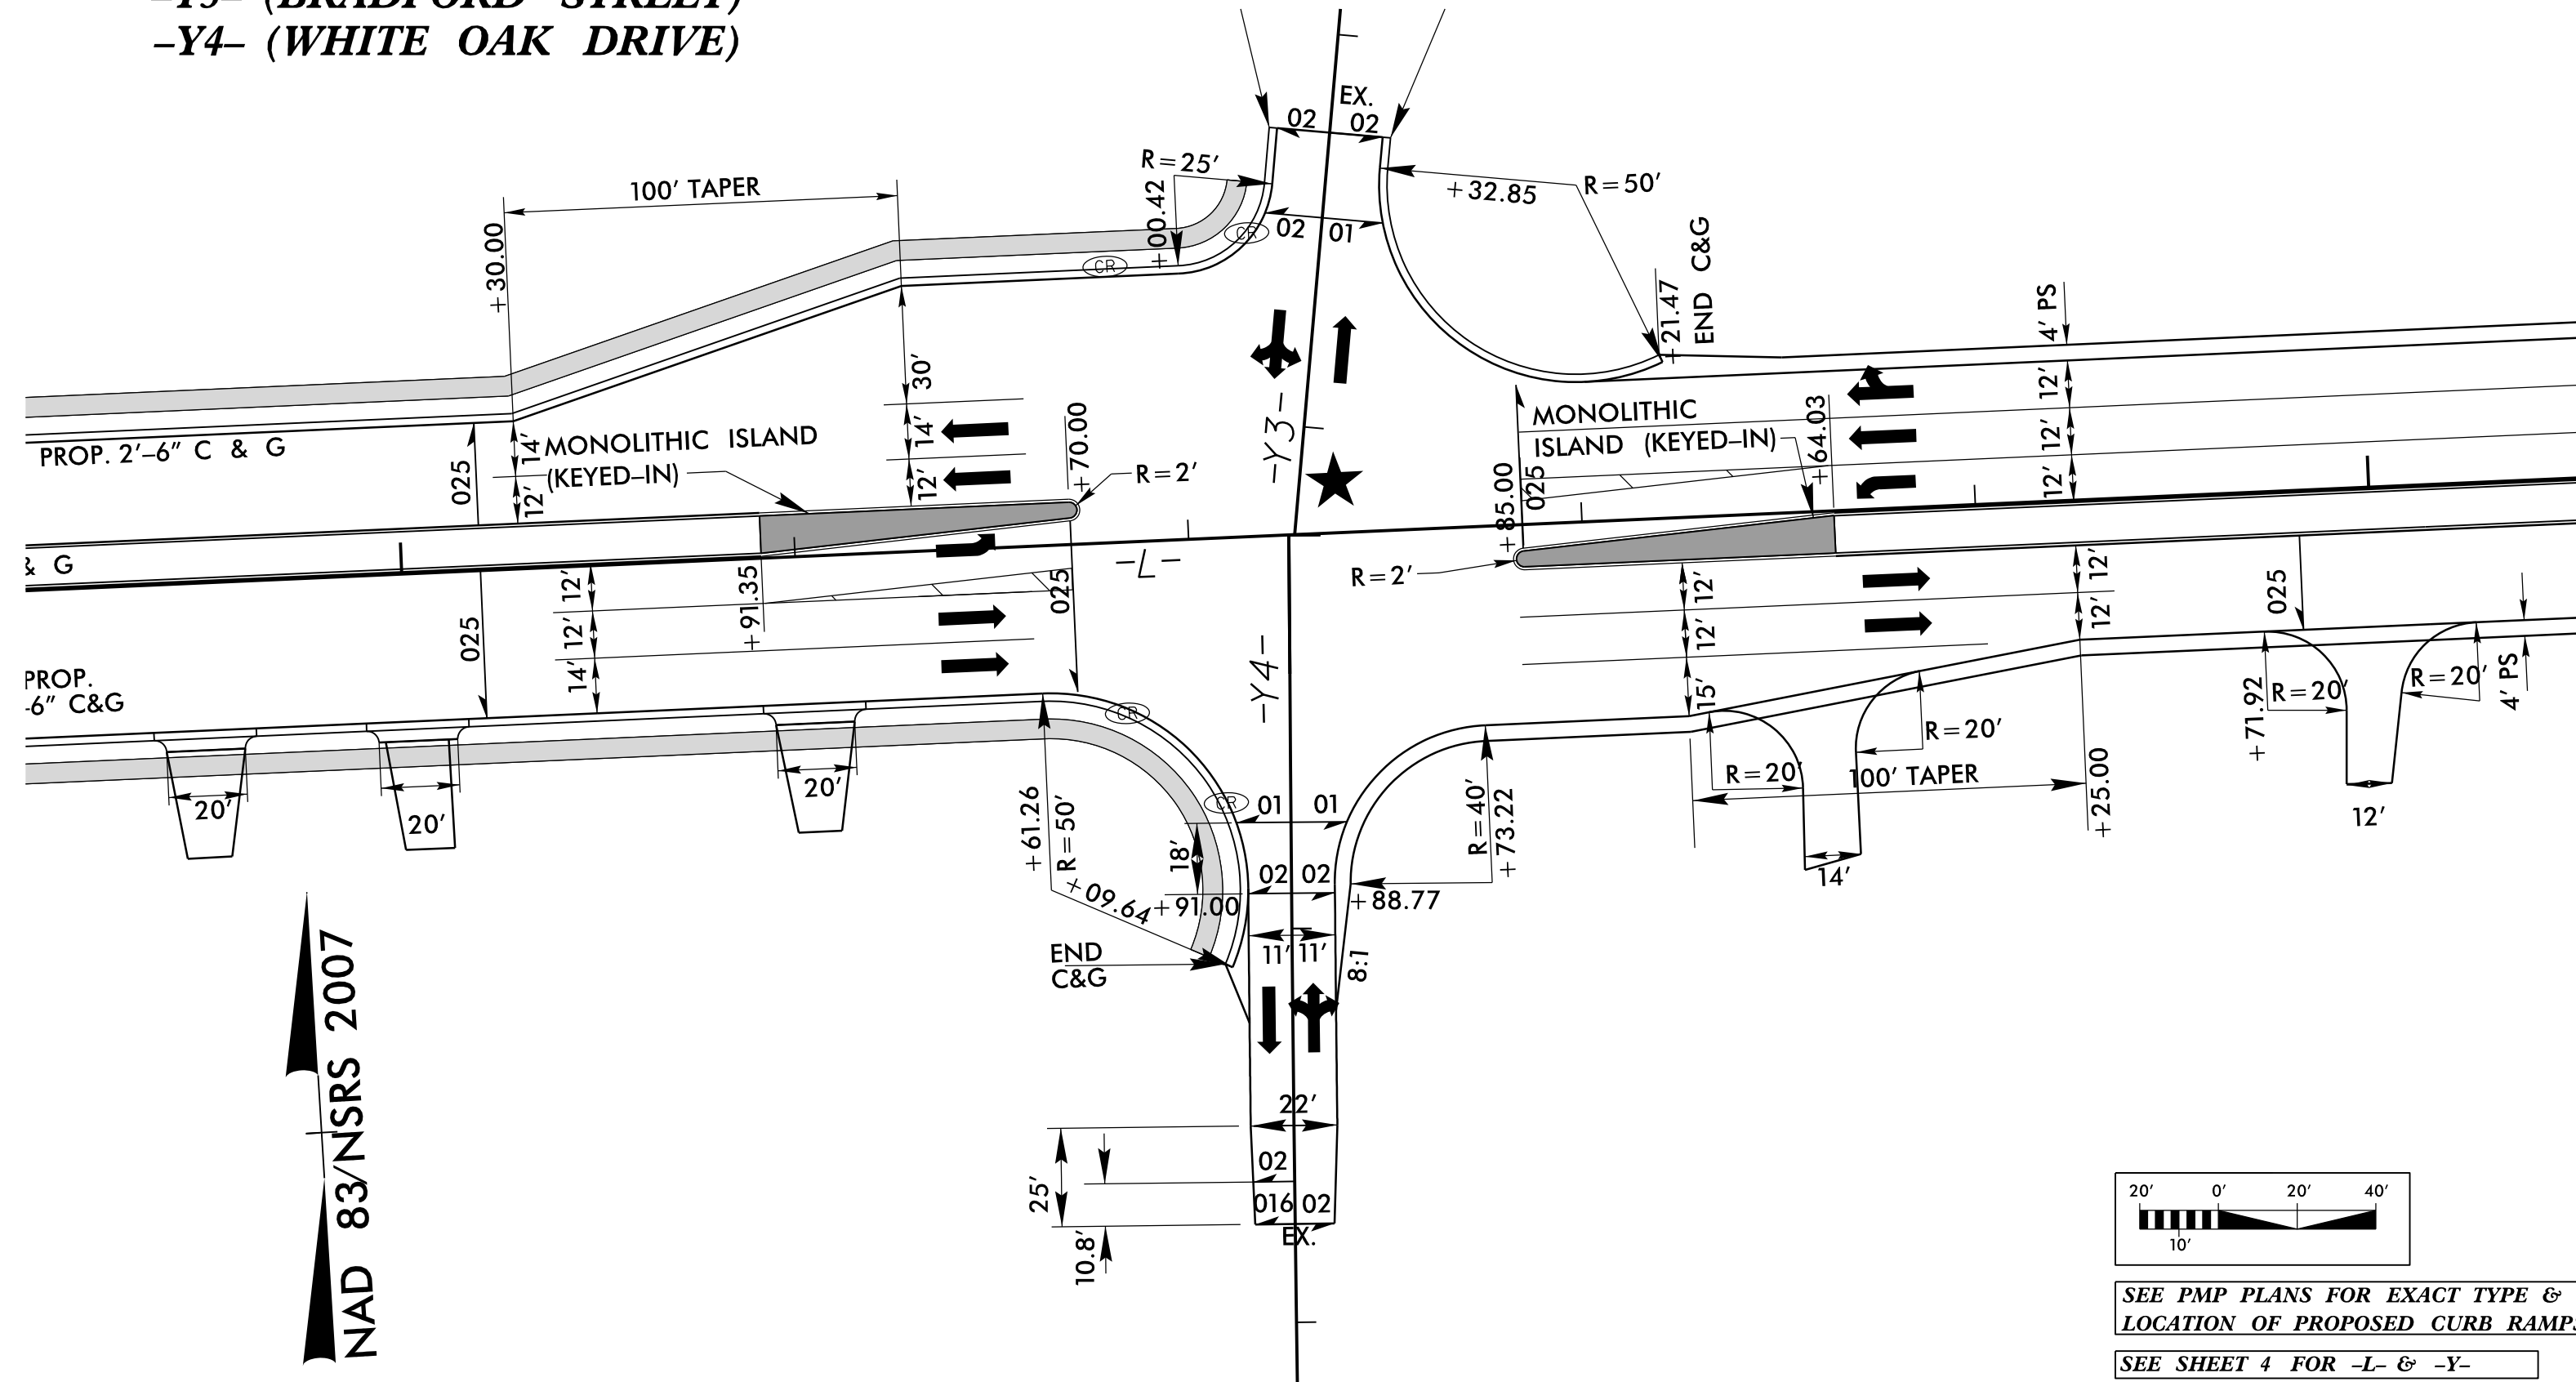 –Y3– (BRADFORD STREET)
–Y4– (WHITE OAK DRIVE)
EX.
02
02
R=25'
+00.42
100' TAPER
+30.00
CR
CR
02
01
+32.85
R=50'
+21.47
END C&G
4' PS
12'
12'
12'
30'
14'
12'
+70.00
R=2'
–Y3–
MONOLITHIC
ISLAND (KEYED–IN)
+64.03
+85.00
025
PROP. 2'–6" C & G
025
14'
12'
MONOLITHIC ISLAND
(KEYED–IN)
& G
–L–
R=2'
025
12'
12'
14'
+91.35
025
12'
12'
15'
12'
12'
025
PROP.
-6" C&G
–Y4–
CR
CR
+71.92
R=20'
R=20'
4' PS
R=20'
R=20'
100' TAPER
+25.00
12'
14'
20'
20'
20'
+61.26
R=50'
+09.64
18'
01
01
02
02
+91.00
+88.77
R=40'
+73.22
END
C&G
11'
11'
8:1
22'
25'
02
016
02
EX.
10.8'
NAD 83/NSRS 2007
20'
0'
20'
40'
10'
SEE PMP PLANS FOR EXACT TYPE &
LOCATION OF PROPOSED CURB RAMPS
SEE SHEET 4 FOR –L– & –Y–